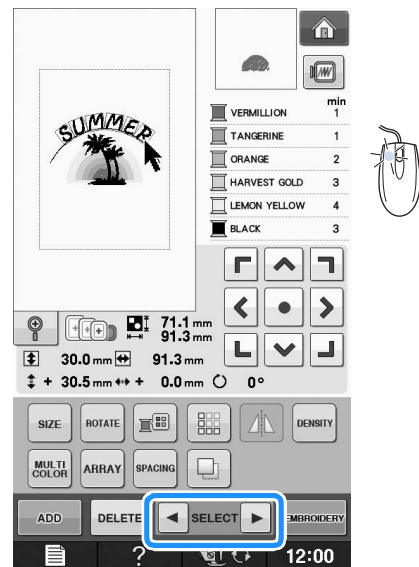 SUMMER
min
VERMILLION 1
TANGERINE 1
ORANGE 2
HARVEST GOLD 3
LEMON YELLOW 4
BLACK 3
71.1 mm
91.3 mm
30.0 mm 91.3 mm
+ 30.5 mm + 0.0 mm 0°
SIZE ROTATE DENSITY
MULTI COLOR ARRAY SPACING
ADD DELETE SELECT EMBROIDERY
? 12:00